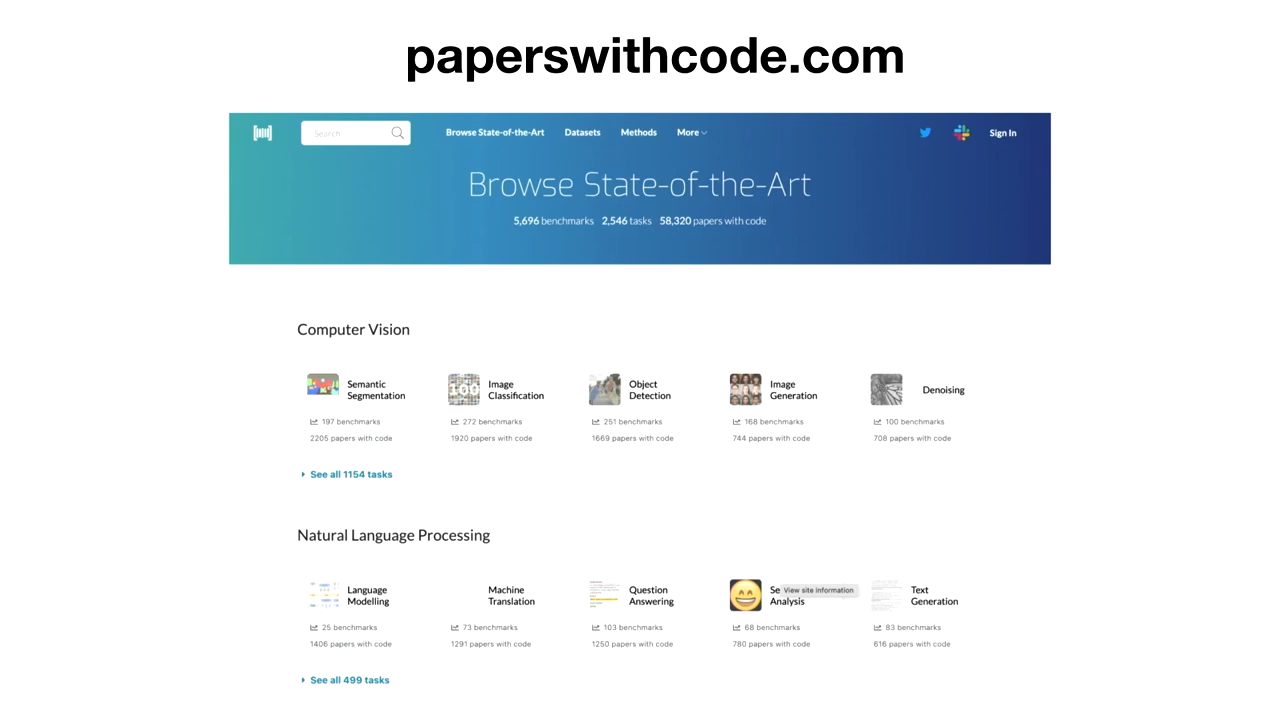 paperswithcode.com
Search
Browse State-of-the-Art Datasets Methods More
Sign In
Browse State-of-the-Art
5,696 benchmarks 2,546 tasks 58,320 papers with code
Computer Vision
Semantic
Segmentation
197 benchmarks
2205 papers with code
Image
Classification
272 benchmarks
1920 papers with code
Object
Detection
251 benchmarks
1669 papers with code
Image
Generation
168 benchmarks
744 papers with code
Denoising
100 benchmarks
708 papers with code
See all 1154 tasks
Natural Language Processing
Language
Modelling
25 benchmarks
1406 papers with code
Machine
Translation
73 benchmarks
1291 papers with code
Question
Answering
103 benchmarks
1250 papers with code
Se View site information
Analysis
68 benchmarks
780 papers with code
Text
Generation
83 benchmarks
616 papers with code
See all 499 tasks